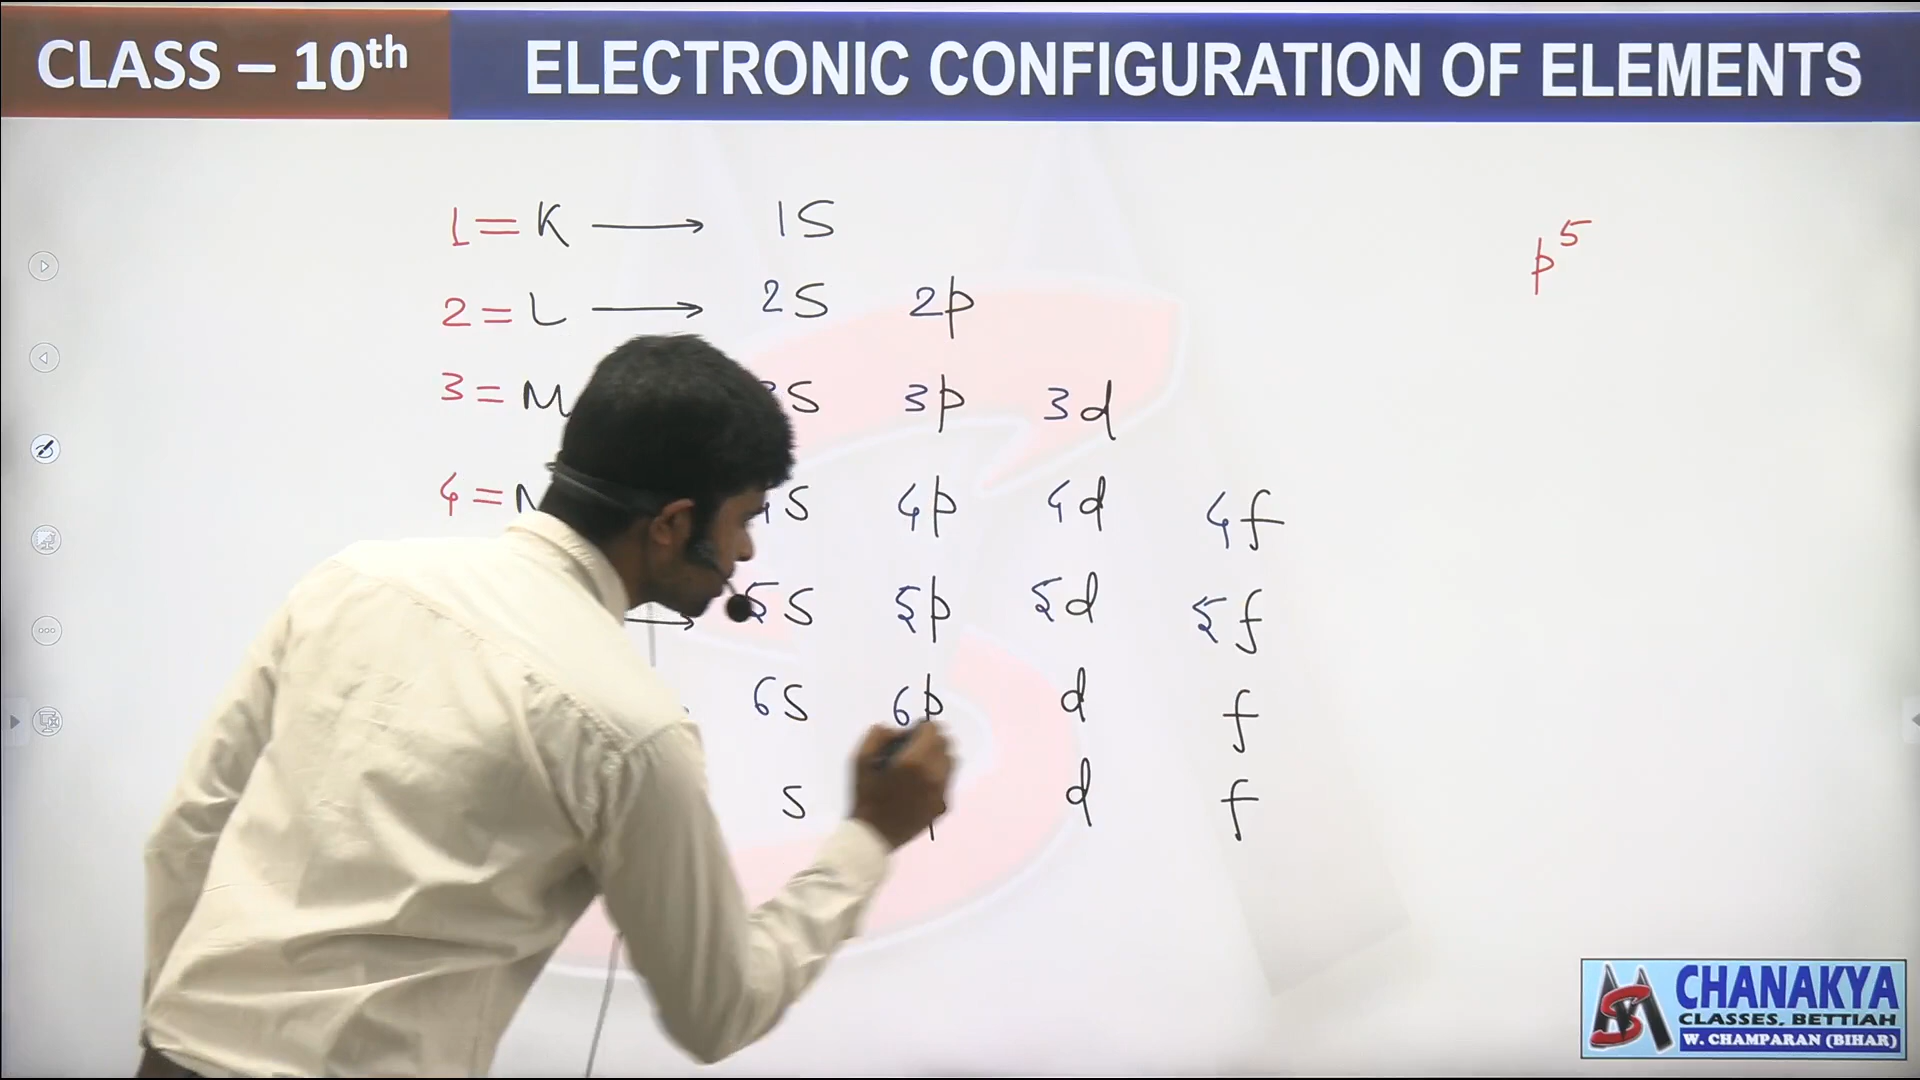 CLASS – 10th
ELECTRONIC CONFIGURATION OF ELEMENTS
1 = K ⟶ 1S
p⁵
2 = L ⟶ 2S 2p
3 = M S 3p 3d
4 = N S 4p 4d 4f
→ 5S 5p 5d 5f
6S 6p d f
S d f
CHANAKYA
CLASSES, BETTIAH
W. CHAMPARAN (BIHAR)